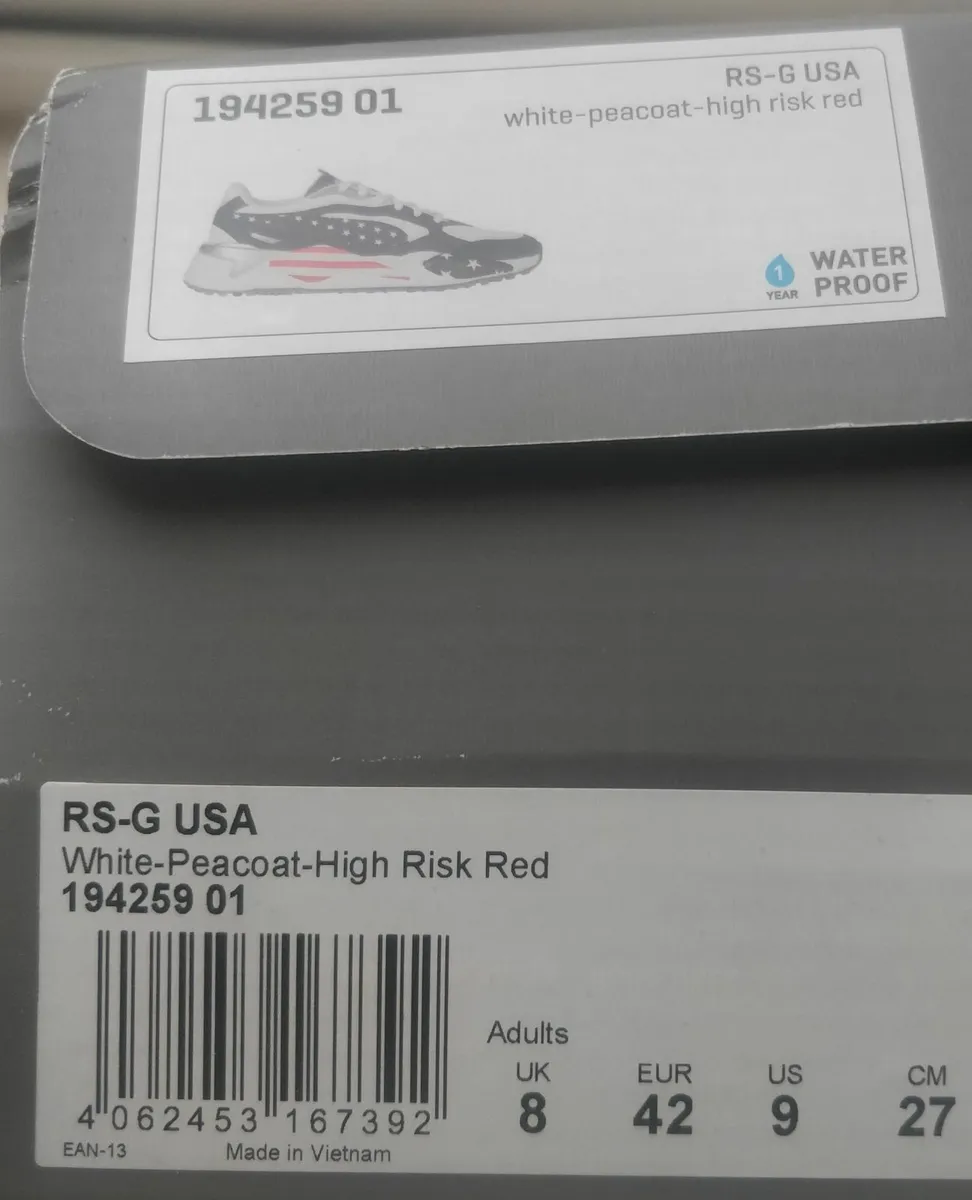 194259 01
RS-G USA
white-peacoat-high risk red
1
YEAR
WATER
PROOF
RS-G USA
White-Peacoat-High Risk Red
194259 01
4 062453 167392
EAN-13
Made in Vietnam
Adults
UK EUR US CM
8 42 9 27